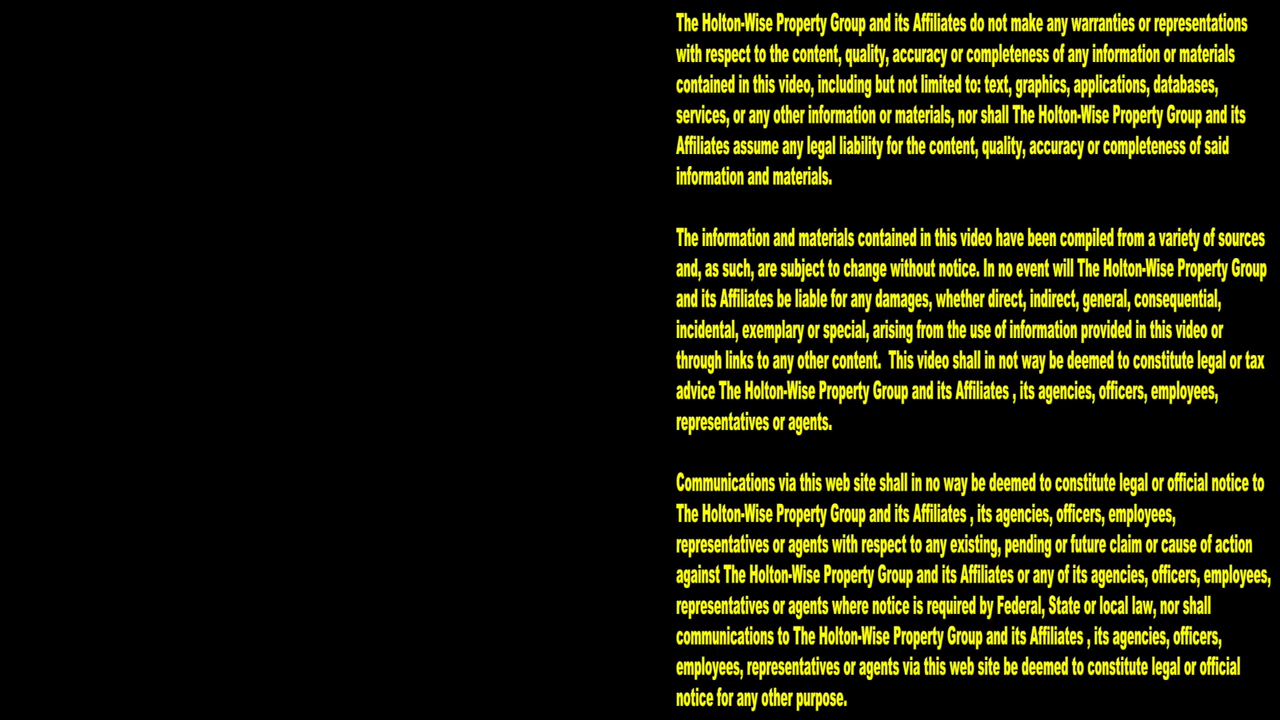 The Holton-Wise Property Group and its Affiliates do not make any warranties or representations
with respect to the content, quality, accuracy or completeness of any information or materials
contained in this video, including but not limited to: text, graphics, applications, databases,
services, or any other information or materials, nor shall The Holton-Wise Property Group and its
Affiliates assume any legal liability for the content, quality, accuracy or completeness of said
information and materials.
The information and materials contained in this video have been compiled from a variety of sources
and, as such, are subject to change without notice. In no event will The Holton-Wise Property Group
and its Affiliates be liable for any damages, whether direct, indirect, general, consequential,
incidental, exemplary or special, arising from the use of information provided in this video or
through links to any other content.  This video shall in not way be deemed to constitute legal or tax
advice The Holton-Wise Property Group and its Affiliates , its agencies, officers, employees,
representatives or agents.
Communications via this web site shall in no way be deemed to constitute legal or official notice to
The Holton-Wise Property Group and its Affiliates , its agencies, officers, employees,
representatives or agents with respect to any existing, pending or future claim or cause of action
against The Holton-Wise Property Group and its Affiliates or any of its agencies, officers, employees,
representatives or agents where notice is required by Federal, State or local law, nor shall
communications to The Holton-Wise Property Group and its Affiliates , its agencies, officers,
employees, representatives or agents via this web site be deemed to constitute legal or official
notice for any other purpose.